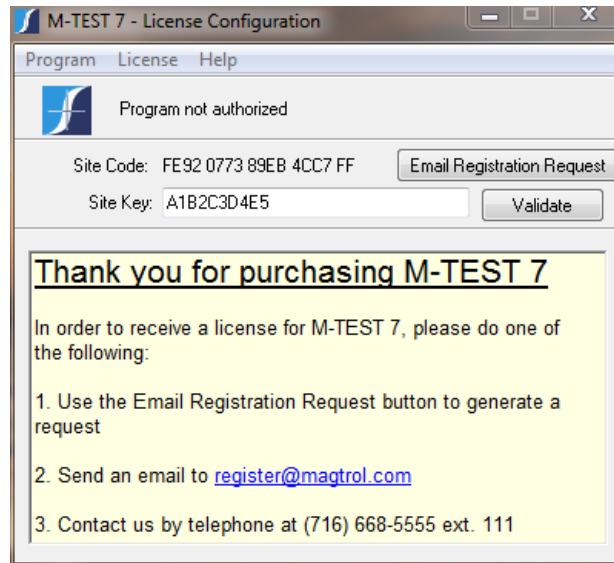 M-TEST 7 - License Configuration
Program License Help
Program not authorized
Site Code: FE92 0773 89EB 4CC7 FF Email Registration Request
Site Key: A1B2C3D4E5 Validate
Thank you for purchasing M-TEST 7
In order to receive a license for M-TEST 7, please do one of
the following:
1. Use the Email Registration Request button to generate a
request
2. Send an email to register@magtrol.com
3. Contact us by telephone at (716) 668-5555 ext. 111